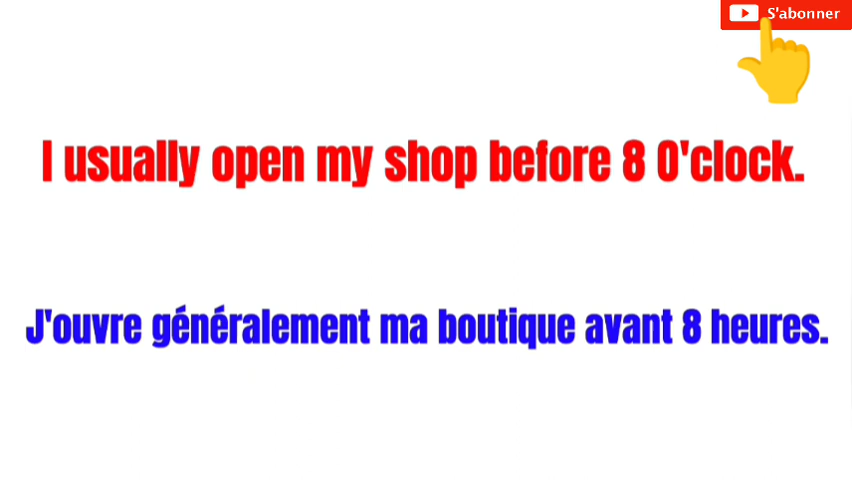 S'abonner
I usually open my shop before 8 O'clock.
J'ouvre généralement ma boutique avant 8 heures.